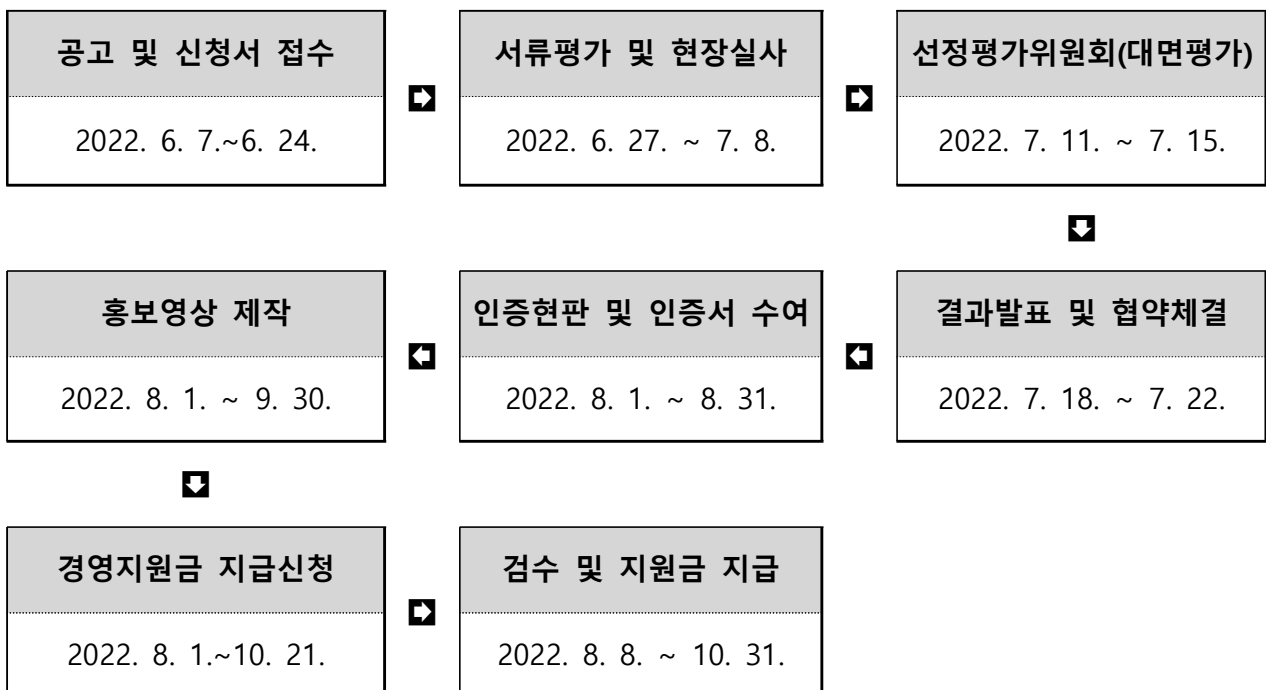 공고 및 신청서 접수
2022. 6. 7.~6. 24.
서류평가 및 현장실사
2022. 6. 27. ~ 7. 8.
선정평가위원회(대면평가)
2022. 7. 11. ~ 7. 15.
결과발표 및 협약체결
2022. 7. 18. ~ 7. 22.
인증현판 및 인증서 수여
2022. 8. 1. ~ 8. 31.
홍보영상 제작
2022. 8. 1. ~ 9. 30.
경영지원금 지급신청
2022. 8. 1.~10. 21.
검수 및 지원금 지급
2022. 8. 8. ~ 10. 31.